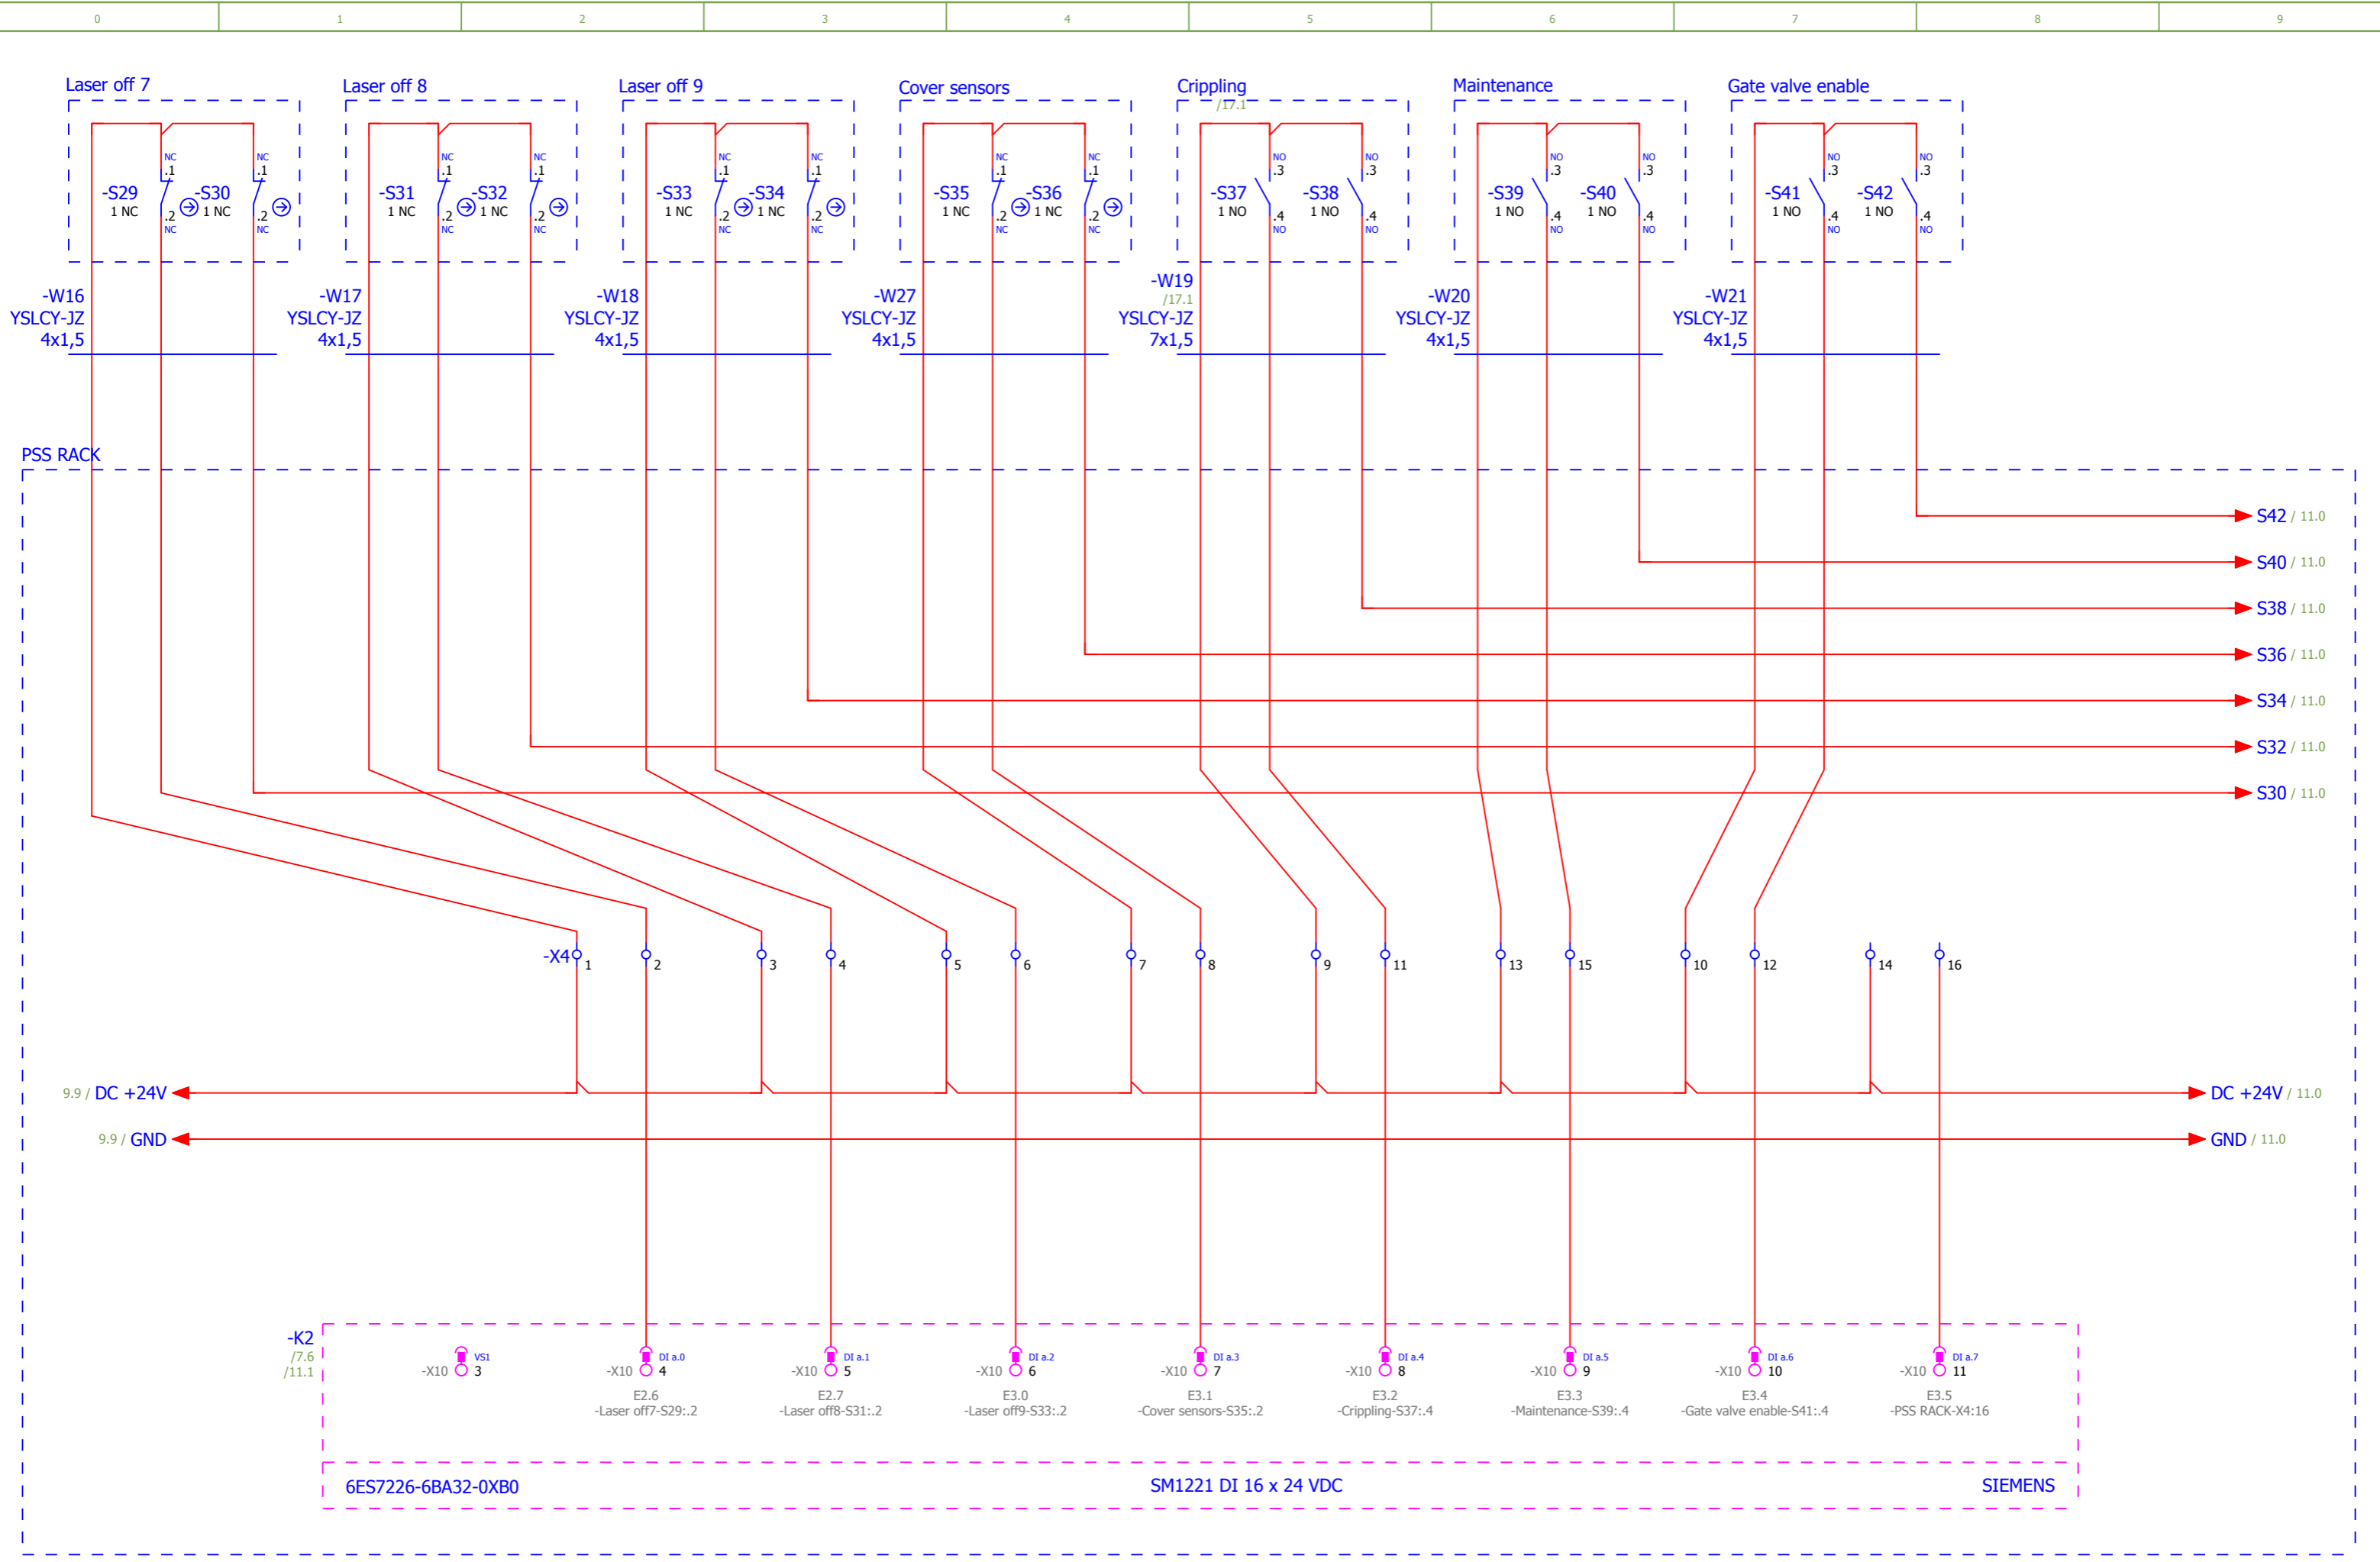 0 1 2 3 4 5 6 7 8 9
Laser off 7
Laser off 8
Laser off 9
Cover sensors
Crippling
Maintenance
Gate valve enable
/17.1
NC NC NC NC NC NC NC NC NO NO NO NO NO NO
.1 .1 .1 .1 .1 .1 .1 .1 .3 .3 .3 .3 .3 .3
-S29 -S30 -S31 -S32 -S33 -S34 -S35 -S36 -S37 -S38 -S39 -S40 -S41 -S42
1 NC 1 NC 1 NC 1 NC 1 NC 1 NC 1 NC 1 NC 1 NO 1 NO 1 NO 1 NO 1 NO 1 NO
.2 .2 .2 .2 .2 .2 .2 .2 .4 .4 .4 .4 .4 .4
NC NC NC NC NC NC NC NC NO NO NO NO NO NO
-W16
YSLCY-JZ
4x1,5
-W17
YSLCY-JZ
4x1,5
-W18
YSLCY-JZ
4x1,5
-W27
YSLCY-JZ
4x1,5
-W19
/17.1
YSLCY-JZ
7x1,5
-W20
YSLCY-JZ
4x1,5
-W21
YSLCY-JZ
4x1,5
PSS RACK
S42 / 11.0
S40 / 11.0
S38 / 11.0
S36 / 11.0
S34 / 11.0
S32 / 11.0
S30 / 11.0
-X4 1 2 3 4 5 6 7 8 9 11 13 15 10 12 14 16
9.9 / DC +24V DC +24V / 11.0
9.9 / GND GND / 11.0
-K2
/7.6
/11.1
VS1 DI a.0 DI a.1 DI a.2 DI a.3 DI a.4 DI a.5 DI a.6 DI a.7
-X10 3 -X10 4 -X10 5 -X10 6 -X10 7 -X10 8 -X10 9 -X10 10 -X10 11
E2.6 E2.7 E3.0 E3.1 E3.2 E3.3 E3.4 E3.5
-Laser off7-S29:.2 -Laser off8-S31:.2 -Laser off9-S33:.2 -Cover sensors-S35:.2 -Crippling-S37:.4 -Maintenance-S39:.4 -Gate valve enable-S41:.4 -PSS RACK-X4:16
6ES7226-6BA32-0XB0 SM1221 DI 16 x 24 VDC SIEMENS